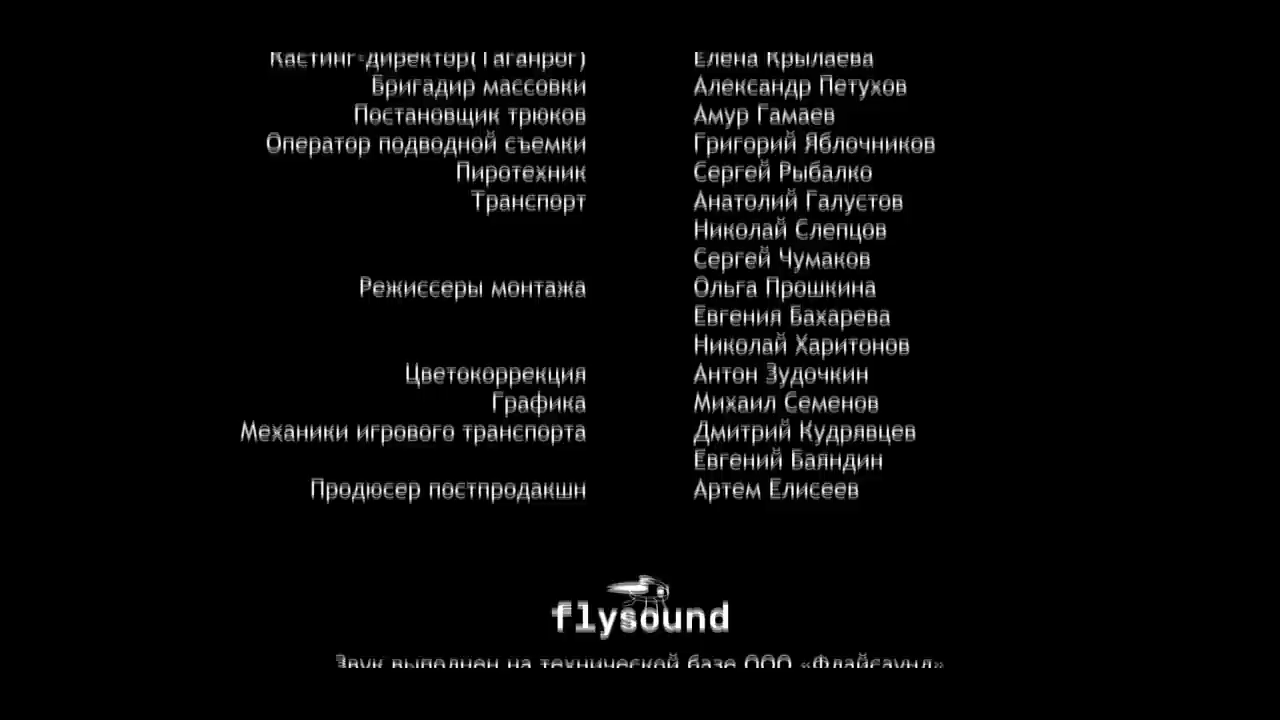 Кастинг-директор(Таганрог) Елена Крылаева
Бригадир массовки Александр Петухов
Постановщик трюков Амур Гамаев
Оператор подводной съемки Григорий Яблочников
Пиротехник Сергей Рыбалко
Транспорт Анатолий Галустов
Николай Слепцов
Сергей Чумаков
Режиссеры монтажа Ольга Прошкина
Евгения Бахарева
Николай Харитонов
Цветокоррекция Антон Зудочкин
Графика Михаил Семенов
Механики игрового транспорта Дмитрий Кудрявцев
Евгений Баяндин
Продюсер постпродакшн Артем Елисеев
flysound
Звук выполнен на технической базе ООО «Флайсаунд»